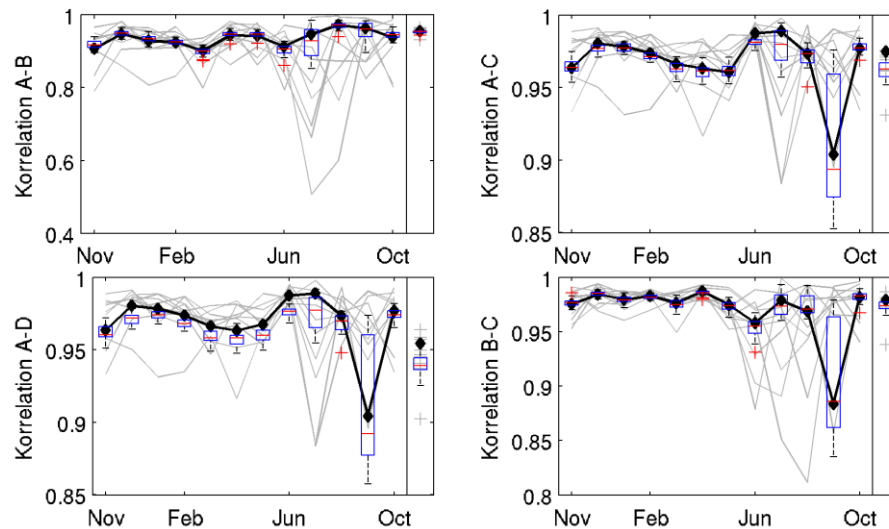 Korrelation A-B
1
0.8
0.6
0.4
Nov Feb Jun Oct
Korrelation A-C
1
0.95
0.9
0.85
Nov Feb Jun Oct
Korrelation A-D
1
0.95
0.9
0.85
Nov Feb Jun Oct
Korrelation B-C
1
0.95
0.9
0.85
0.8
Nov Feb Jun Oct